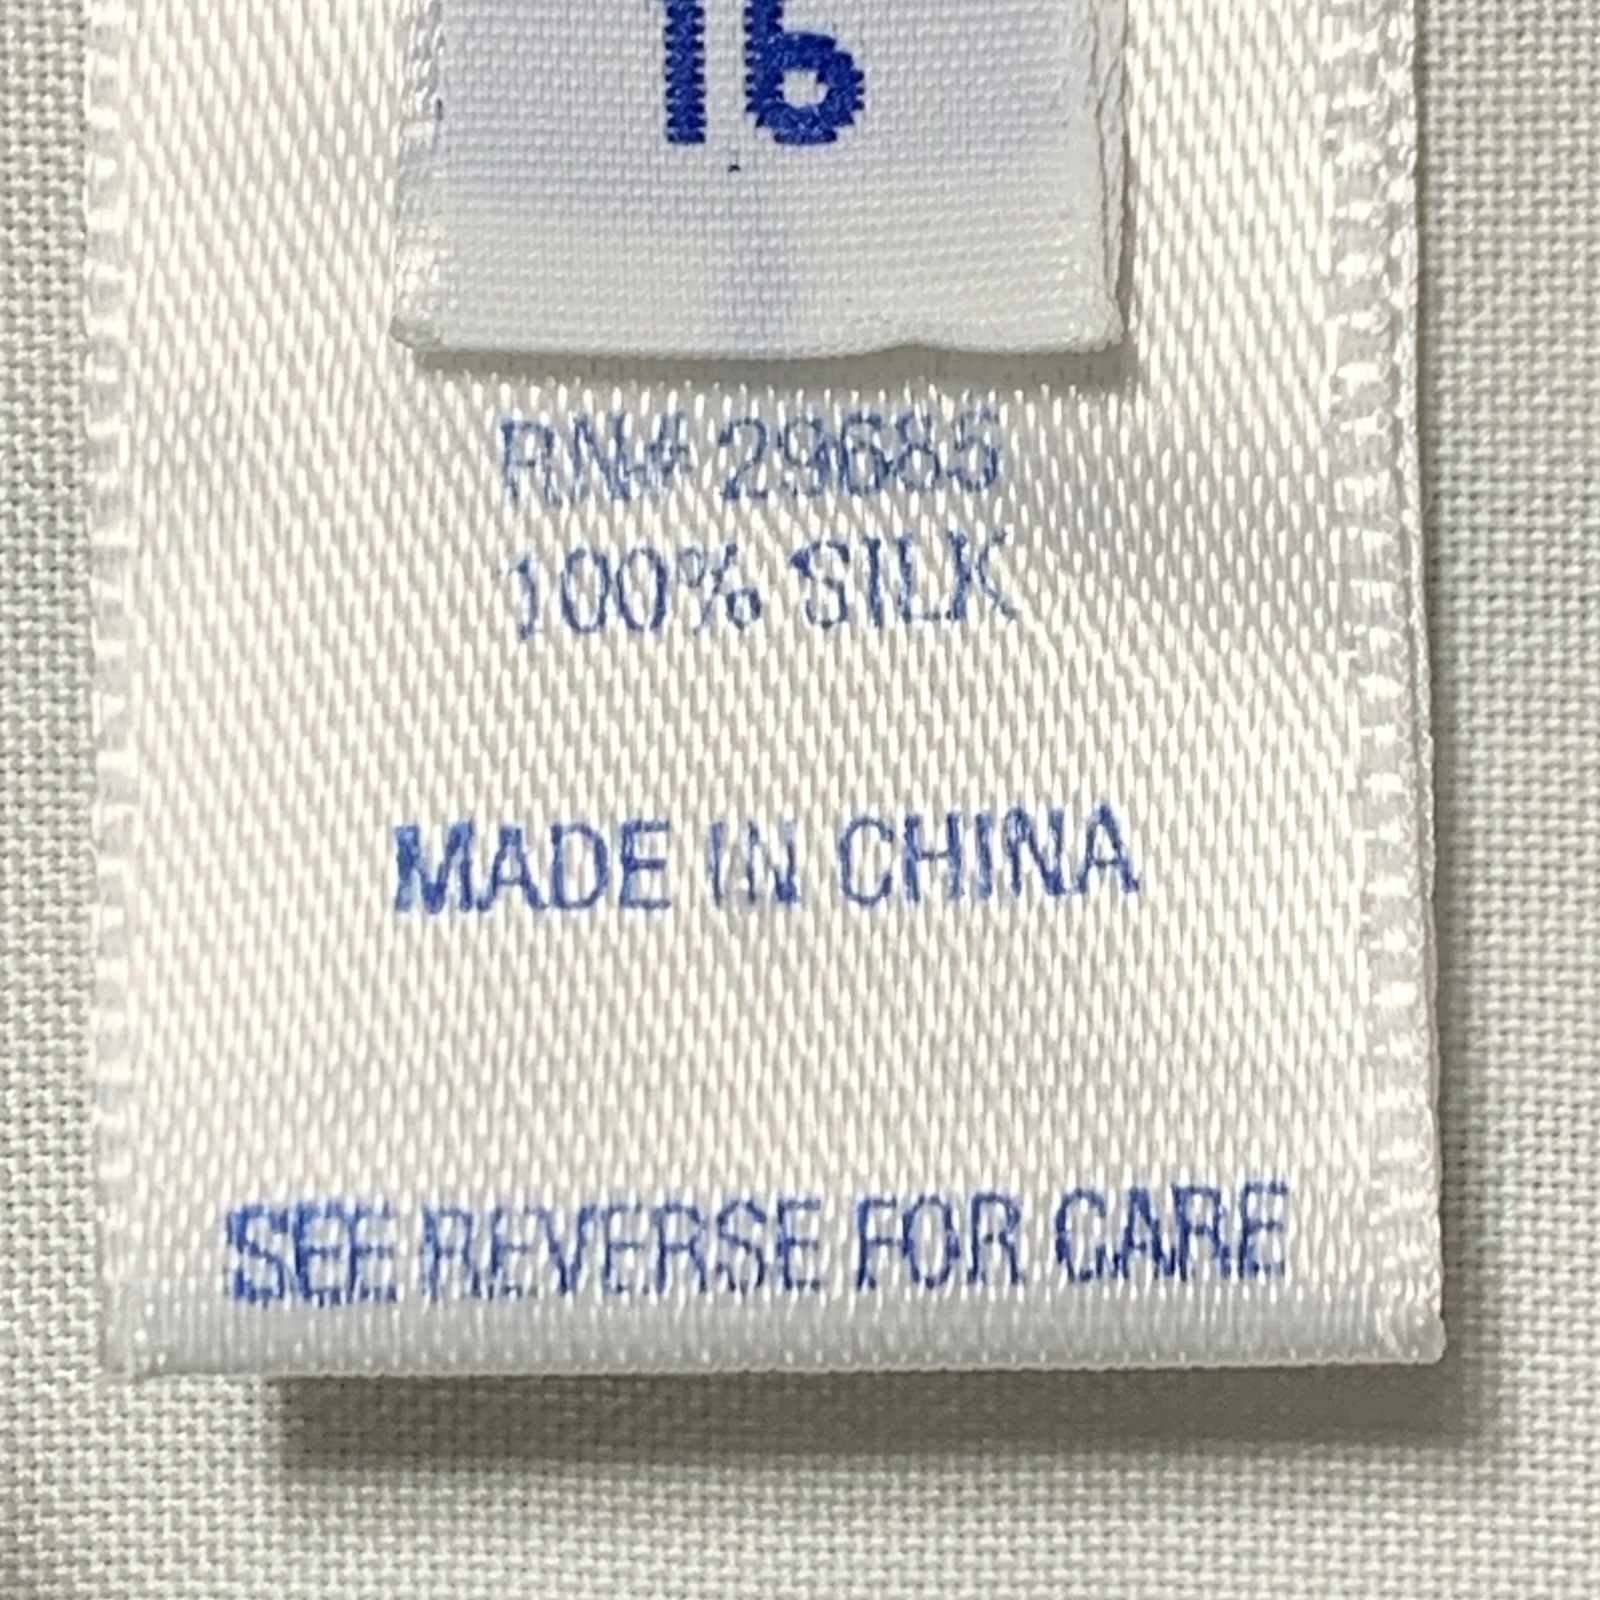 16
RN# 29685
100% SILK
MADE IN CHINA
SEE REVERSE FOR CARE